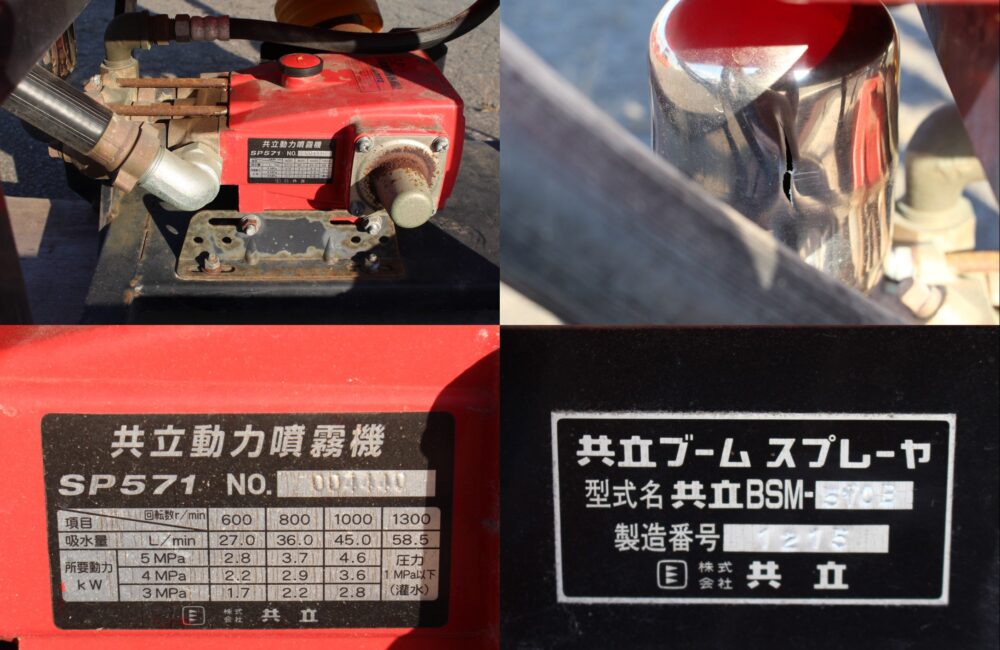 共立動力噴霧機
SP571 NO.
共立動力噴霧機
SP571 NO.
項目 回転数r/min 600 800 1000 1300
吸水量 L/min 27.0 36.0 45.0 58.5
所要動力 kW 5 MPa 2.8 3.7 4.6 圧力 1 MPa以下 (灌水)
4 MPa 2.2 2.9 3.6
3 MPa 1.7 2.2 2.8
株式会社 共立
共立ブーム スプレーヤ
型式名 共立BSM-570B
製造番号 1215
株式会社 共立